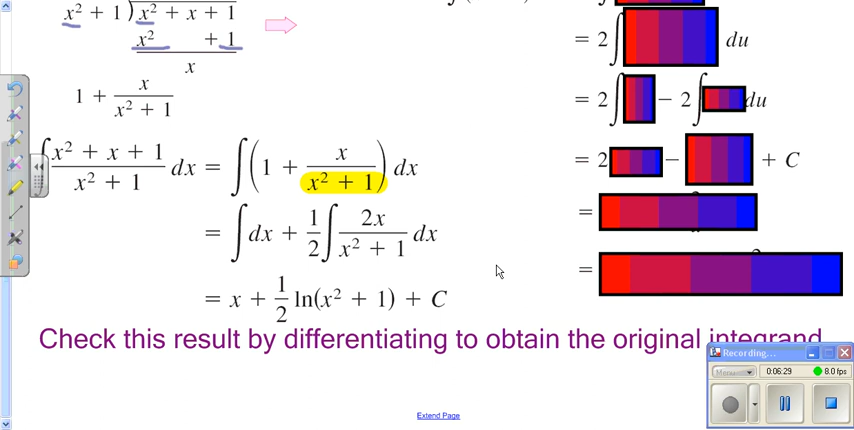 x² + 1 ) x² + x + 1
x² + 1
x
1 + x/(x² + 1)
∫ (x² + x + 1)/(x² + 1) dx = ∫ (1 + x/(x² + 1)) dx
= ∫ dx + 1/2 ∫ 2x/(x² + 1) dx
= x + 1/2 ln(x² + 1) + C
= 2 ∫ du
= 2 ∫ − 2 ∫ du
= 2 − + C
=
=
Check this result by differentiating to obtain the original integrand
Extend Page
Recording...
Menu
0:06:29
8.0 fps